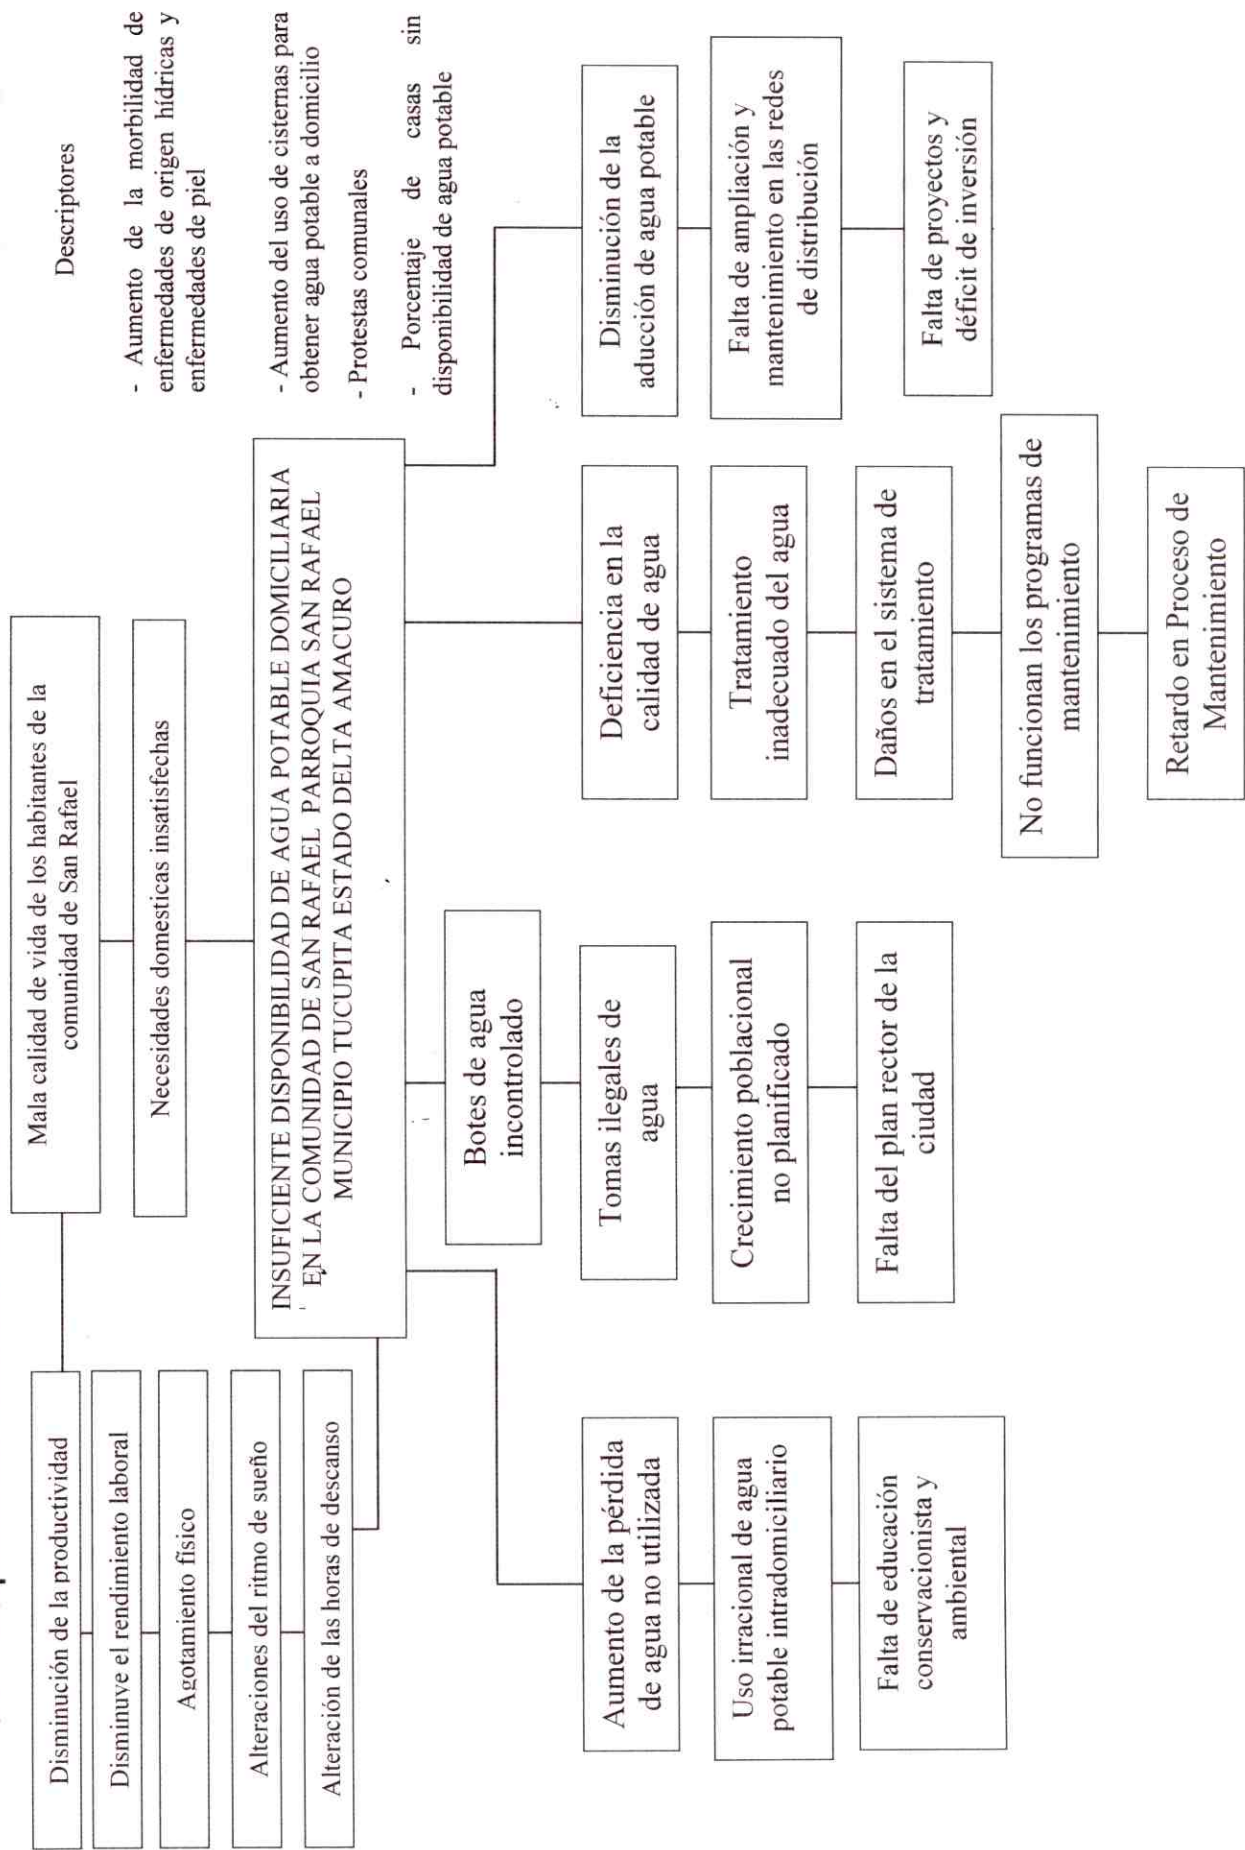 Mala calidad de vida de los habitantes de la
comunidad de San Rafael
Necesidades domesticas insatisfechas
Disminución de la productividad
Disminuye el rendimiento laboral
Agotamiento físico
Alteraciones del ritmo de sueño
Alteración de las horas de descanso
Descriptores
- Aumento de la morbilidad de
enfermedades de origen hídricas y
enfermedades de piel
- Aumento del uso de cisternas para
obtener agua potable a domicilio
- Protestas comunales
- Porcentaje de casas sin
disponibilidad de agua potable
INSUFICIENTE DISPONIBILIDAD DE AGUA POTABLE DOMICILIARIA
EN LA COMUNIDAD DE SAN RAFAEL PARROQUIA SAN RAFAEL
MUNICIPIO TUCUPITA ESTADO DELTA AMACURO
Aumento de la pérdida
de agua no utilizada
Uso irracional de agua
potable intradomiciliario
Falta de educación
conservacionista y
ambiental
Botes de agua
incontrolado
Tomas ilegales de
agua
Crecimiento poblacional
no planificado
Falta del plan rector de la
ciudad
Deficiencia en la
calidad de agua
Tratamiento
inadecuado del agua
Daños en el sistema de
tratamiento
No funcionan los programas de
mantenimiento
Retardo en Proceso de
Mantenimiento
Disminución de la
aducción de agua potable
Falta de ampliación y
mantenimiento en las redes
de distribución
Falta de proyectos y
déficit de inversión